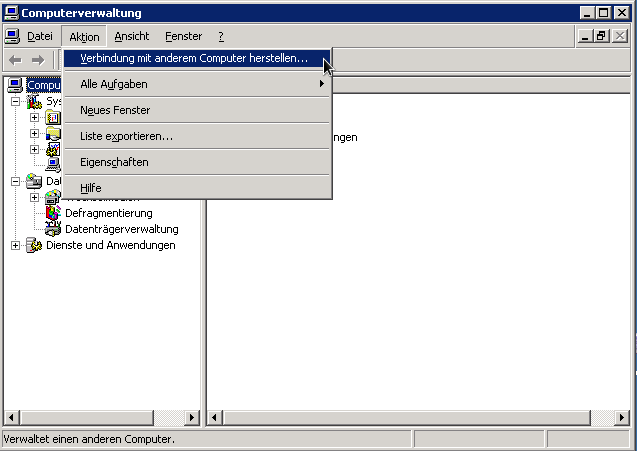 Computerverwaltung
Datei Aktion Ansicht Fenster ?
Verbindung mit anderem Computer herstellen...
Alle Aufgaben
Neues Fenster
Liste exportieren...
Eigenschaften
Hilfe
Compu
Sys
ngen
Da
Defragmentierung
Datenträgerverwaltung
Dienste und Anwendungen
Verwaltet einen anderen Computer.